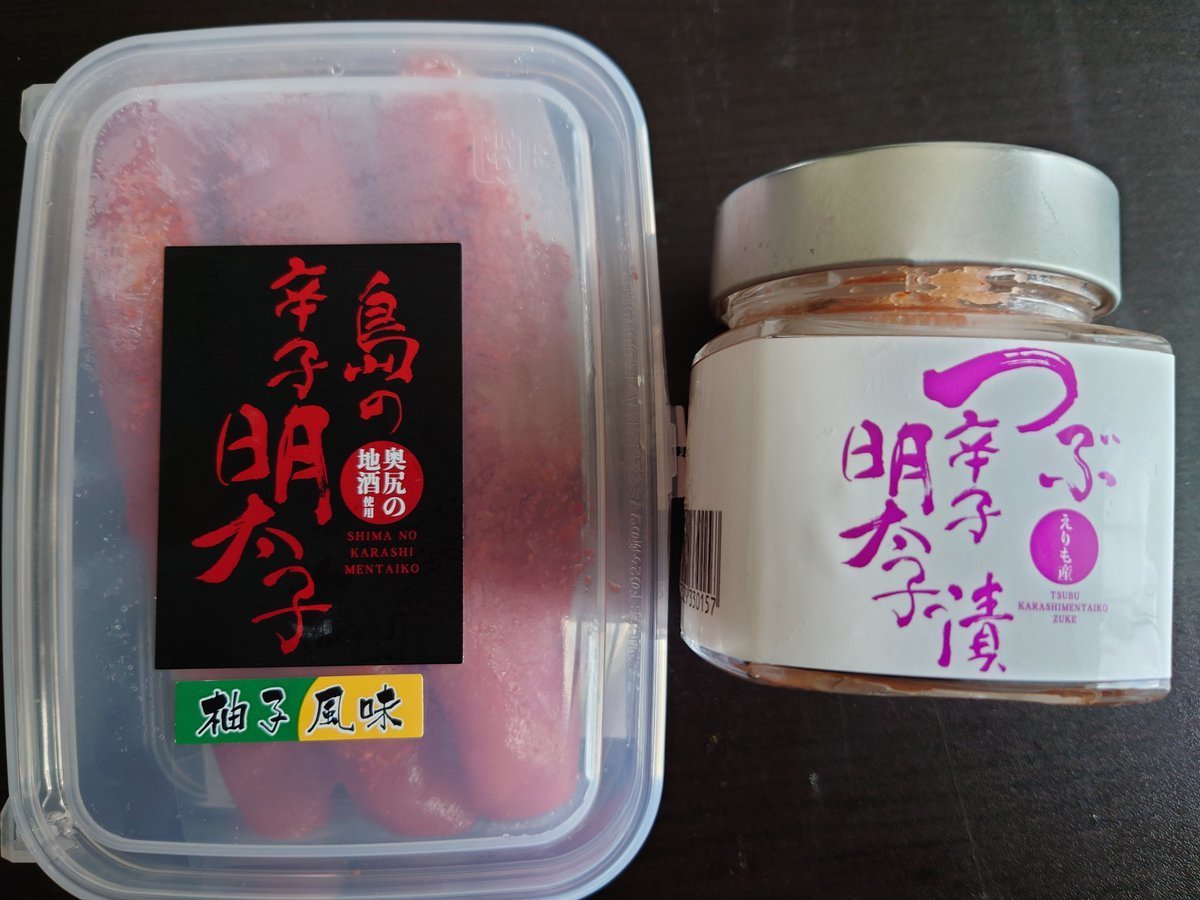 島の
辛子
明太子
奥尻の
地酒使用
SHIMA NO
KARASHI
MENTAIKO
柚子風味
つぶ
辛子
明太子
漬
えりも産
TSUBU
KARASHIMENTAIKO
ZUKE
330157